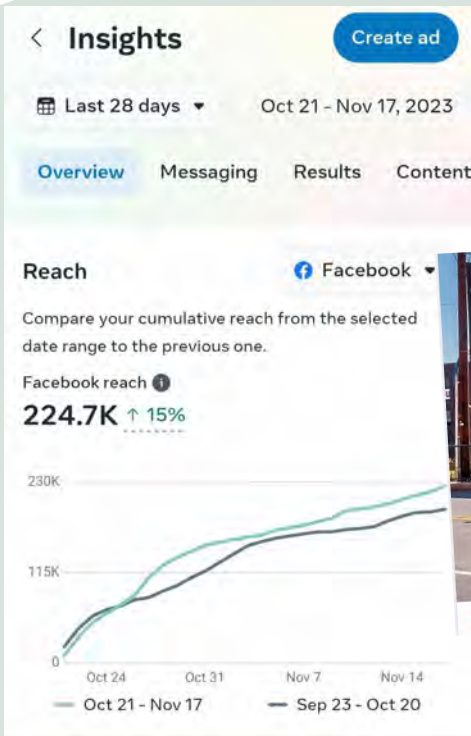 Insights
Create ad
Last 28 days
Oct 21 - Nov 17, 2023
Overview Messaging Results Content
Reach
Facebook
Compare your cumulative reach from the selected
date range to the previous one.
Facebook reach
224.7K ↑ 15%
230K
115K
0
Oct 24 Oct 31 Nov 7 Nov 14
Oct 21 - Nov 17 Sep 23 - Oct 20